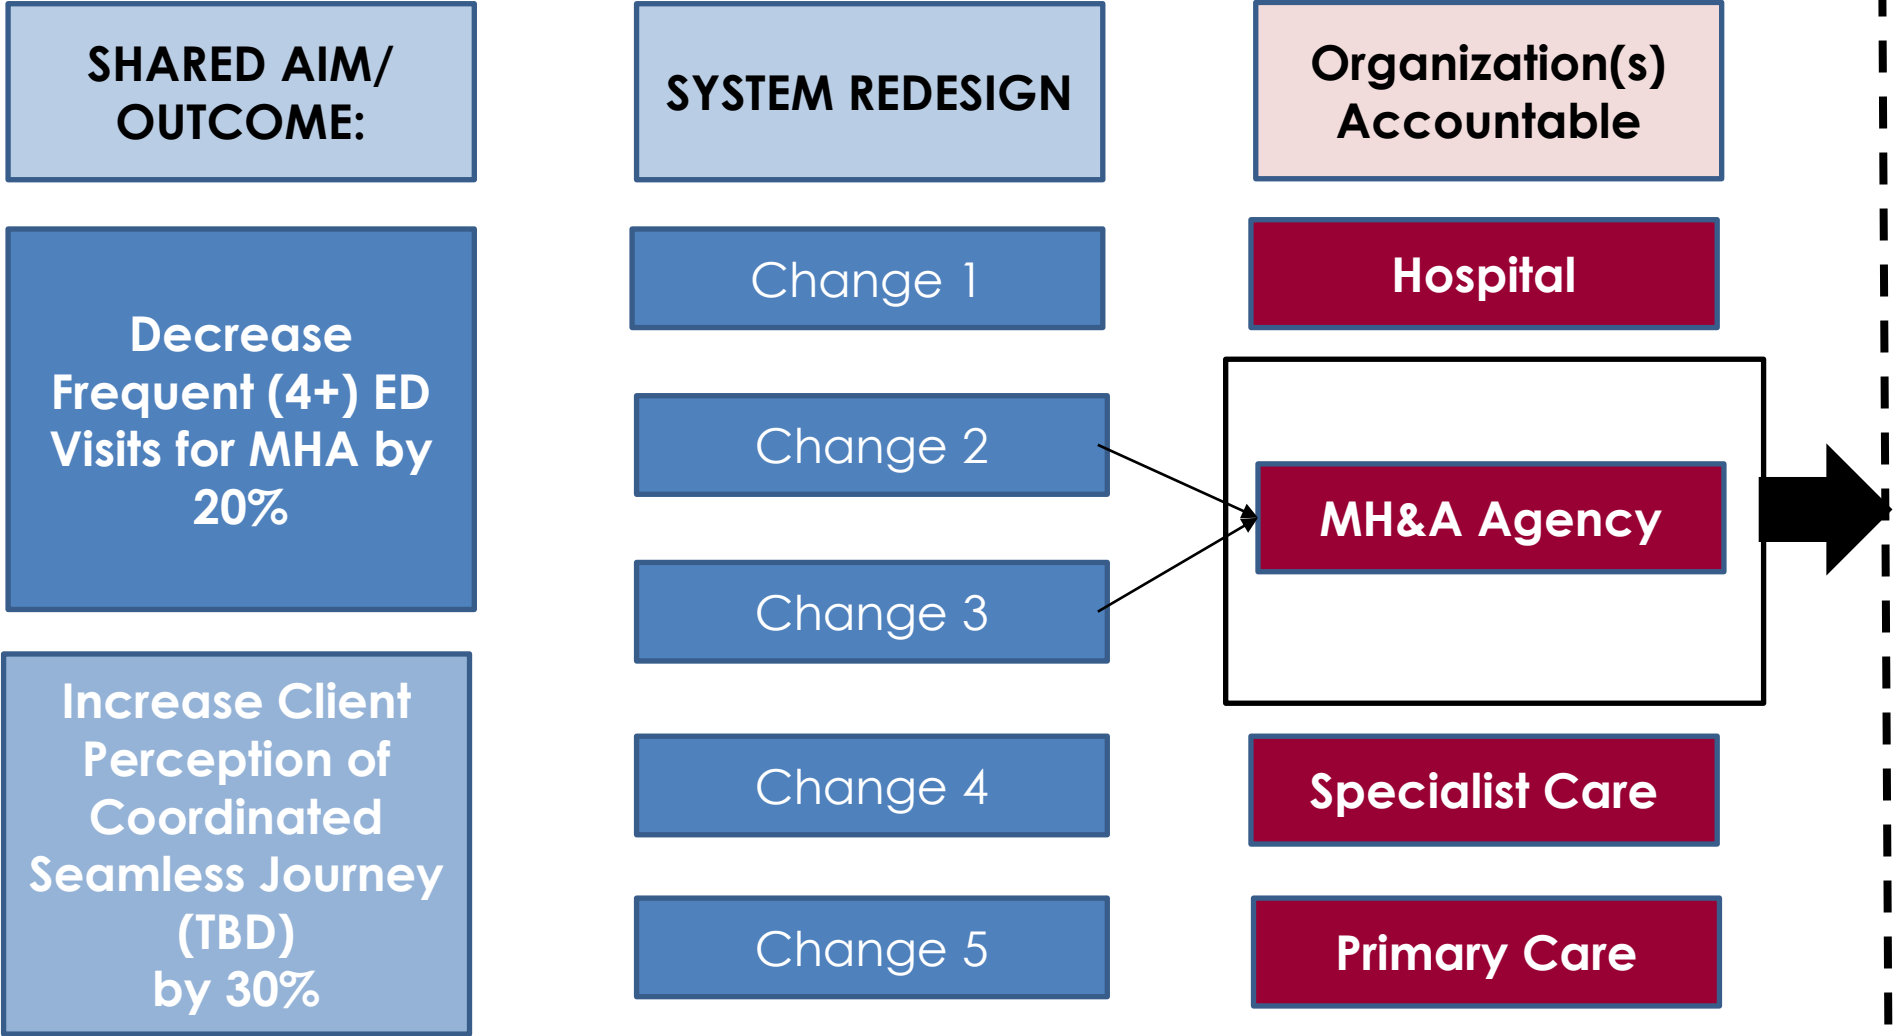 SHARED AIM/
OUTCOME:
SYSTEM REDESIGN
Organization(s)
Accountable
Decrease
Frequent (4+) ED
Visits for MHA by
20%
Increase Client
Perception of
Coordinated
Seamless Journey
(TBD)
by 30%
Change 1
Change 2
Change 3
Change 4
Change 5
Hospital
MH&A Agency
Specialist Care
Primary Care